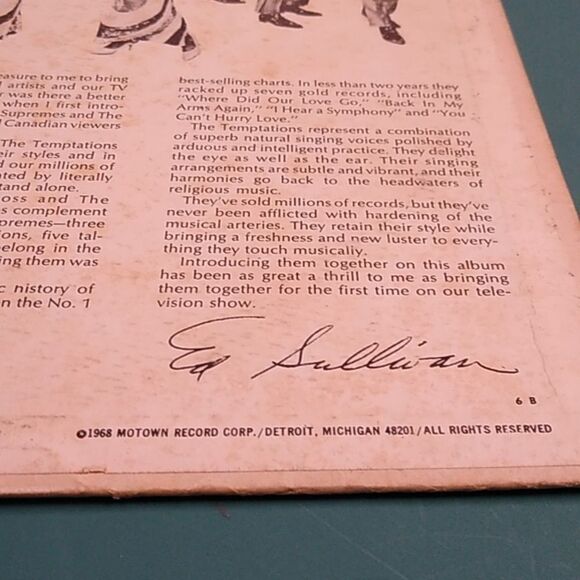 easure to me to bring
artists and our TV
r was there a better
when I first intro-
Supremes and The
Canadian viewers
The Temptations
eir styles and in
d our millions of
ted by literally
tand alone.
oss and The
s complement
premes—three
ions, five tal-
elong in the
ing them was
c history of
n the No. 1
best-selling charts. In less than two years they
racked up seven gold records, including
"Where Did Our Love Go," "Back In My
Arms Again," "I Hear a Symphony" and "You
Can't Hurry Love."
The Temptations represent a combination
of superb natural singing voices polished by
arduous and intelligent practice. They delight
the eye as well as the ear. Their singing
arrangements are subtle and vibrant, and their
harmonies go back to the headwaters of
religious music.
They've sold millions of records, but they've
never been afflicted with hardening of the
musical arteries. They retain their style while
bringing a freshness and new luster to every-
thing they touch musically.
Introducing them together on this album
has been as great a thrill to me as bringing
them together for the first time on our tele-
vision show.
Ed Sullivan
6 B
©1968 MOTOWN RECORD CORP./DETROIT, MICHIGAN 48201/ALL RIGHTS RESERVED